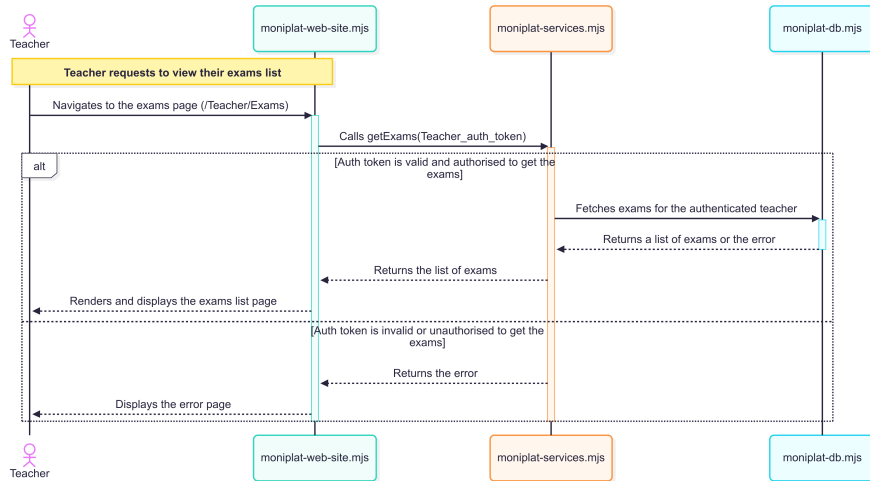 Teacher
moniplat-web-site.mjs
moniplat-services.mjs
moniplat-db.mjs
Teacher requests to view their exams list
Navigates to the exams page (/Teacher/Exams)
Calls getExams(Teacher_auth_token)
alt
[Auth token is valid and authorised to get the
exams]
Fetches exams for the authenticated teacher
Returns a list of exams or the error
Returns the list of exams
Renders and displays the exams list page
[Auth token is invalid or unauthorised to get the
exams]
Returns the error
Displays the error page
Teacher
moniplat-web-site.mjs
moniplat-services.mjs
moniplat-db.mjs